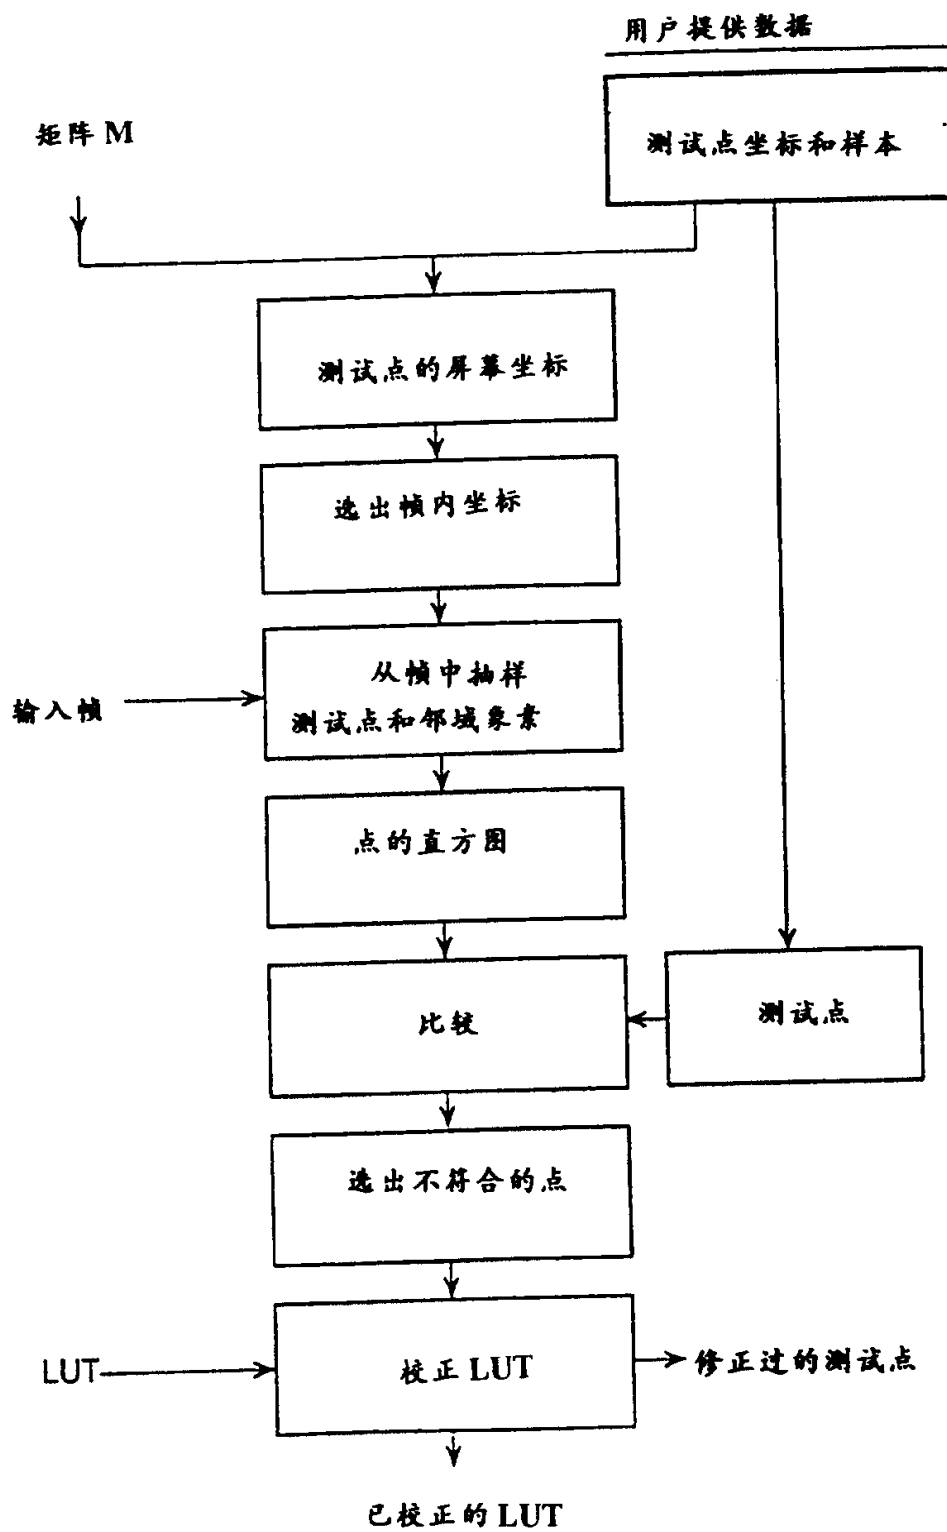 用户提供数据
矩阵 M
测试点坐标和样本
测试点的屏幕坐标
选出帧内坐标
从帧中抽样
测试点和邻域象素
输入帧
点的直方图
比较
测试点
选出不符合的点
LUT
校正 LUT
修正过的测试点
已校正的 LUT